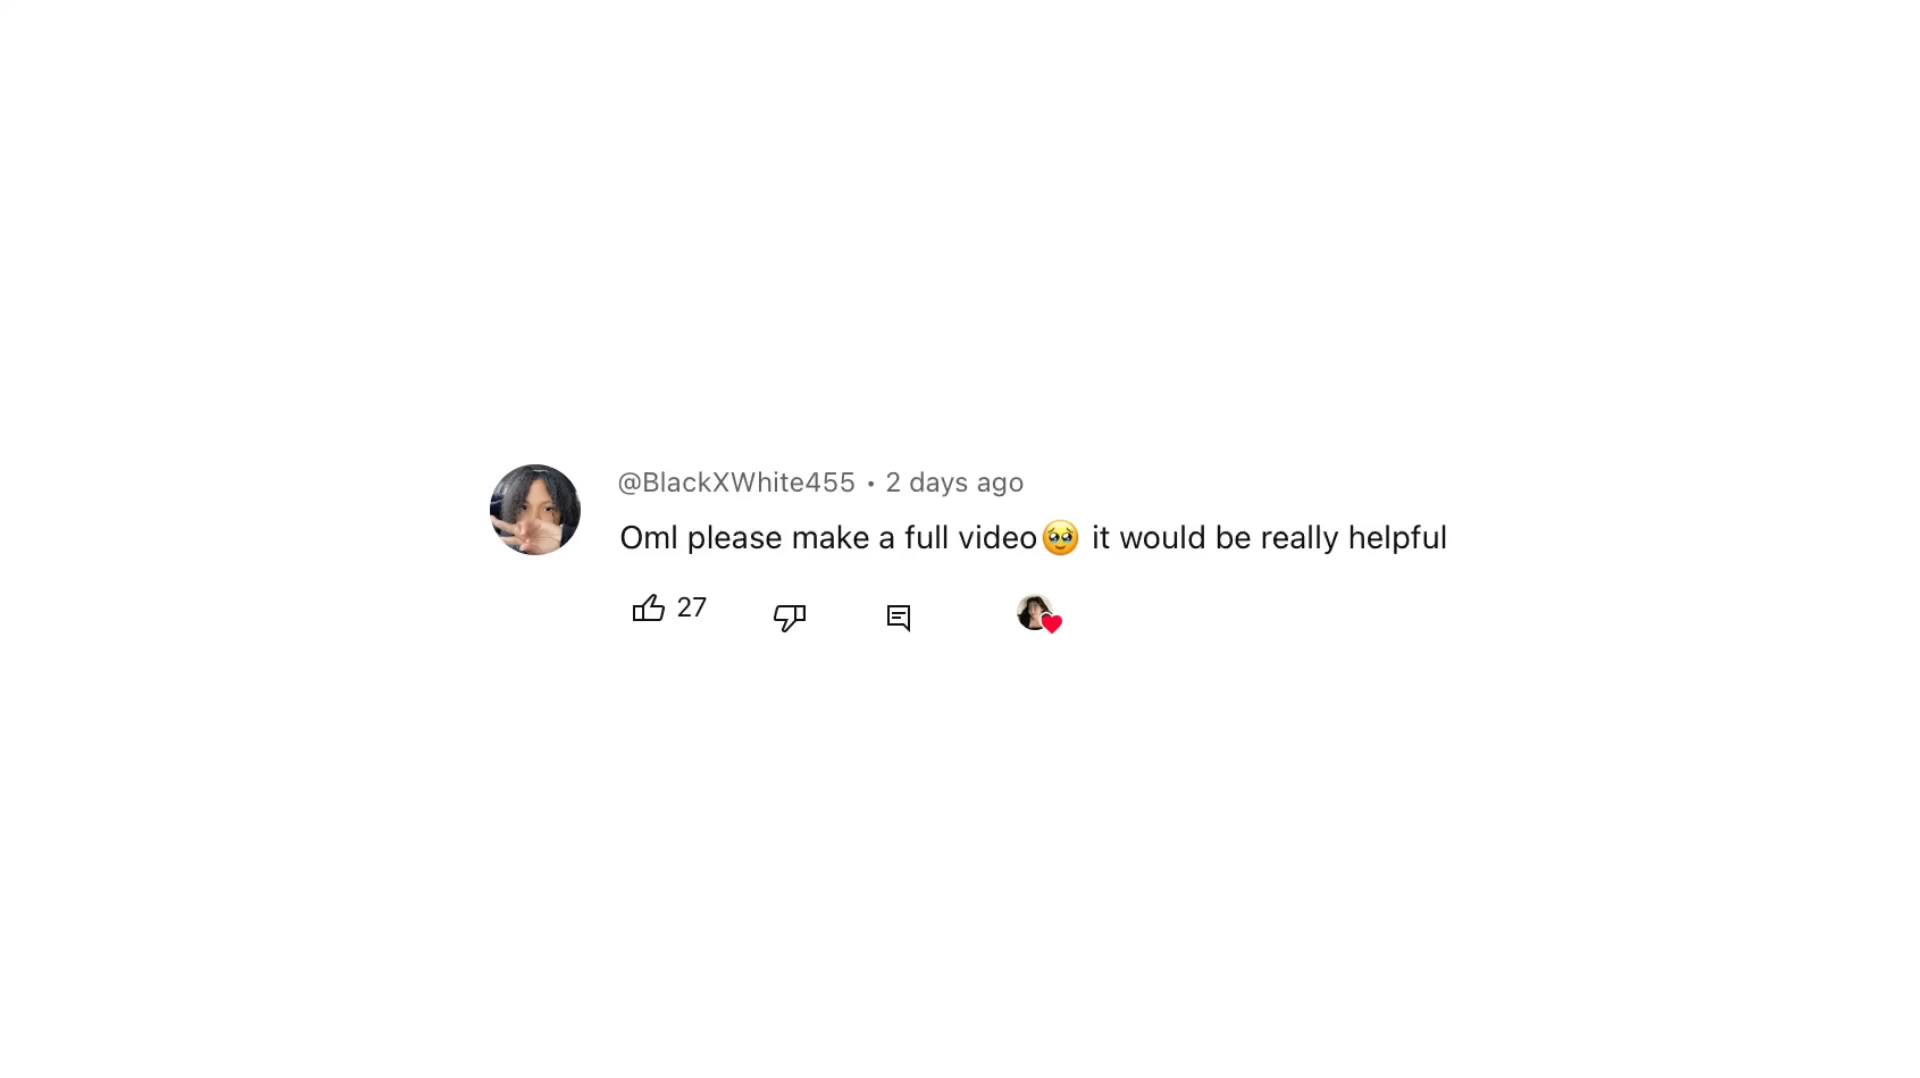 @BlackXWhite455 • 2 days ago
Oml please make a full video🥹 it would be really helpful
27